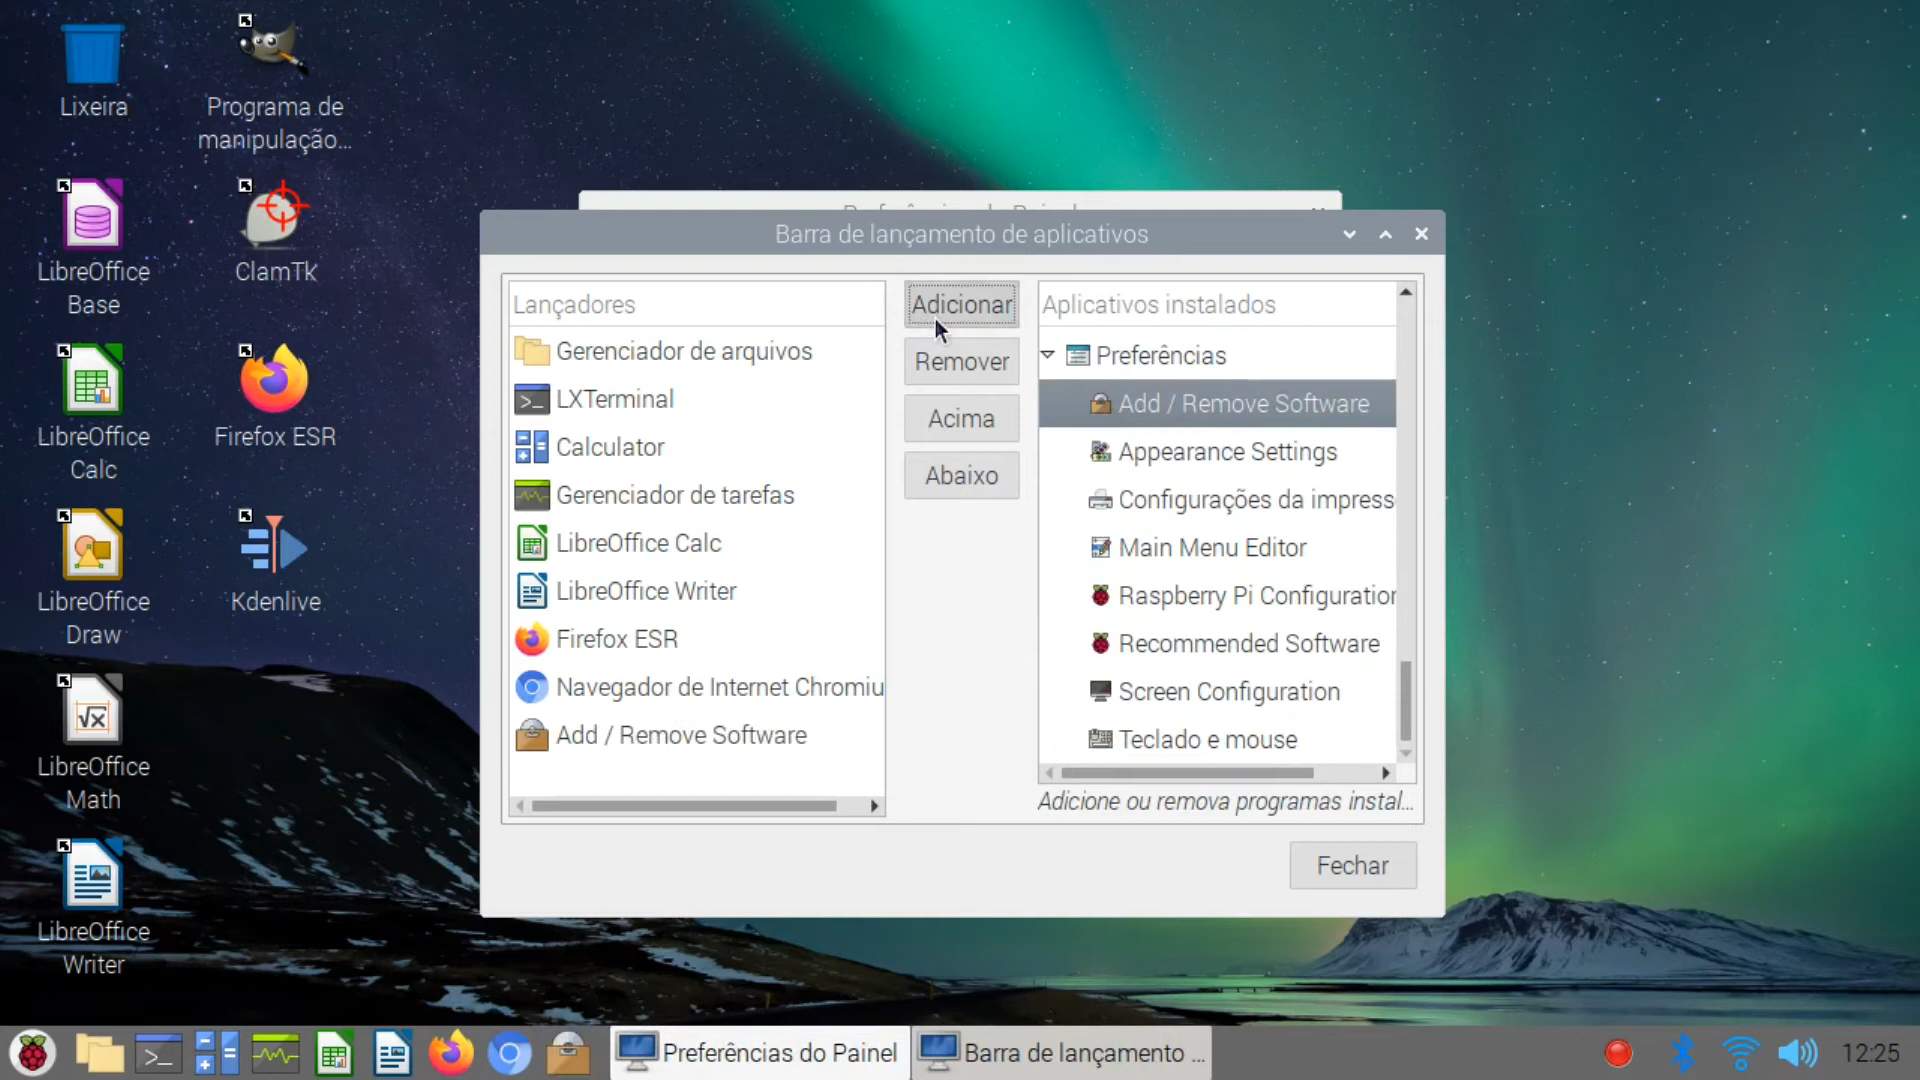 Lixeira
Programa de
manipulação...
LibreOffice
Base
ClamTk
LibreOffice
Calc
Firefox ESR
LibreOffice
Draw
Kdenlive
LibreOffice
Math
LibreOffice
Writer
Barra de lançamento de aplicativos
Lançadores
Gerenciador de arquivos
LXTerminal
Calculator
Gerenciador de tarefas
LibreOffice Calc
LibreOffice Writer
Firefox ESR
Navegador de Internet Chromiu
Add / Remove Software
Adicionar
Remover
Acima
Abaixo
Aplicativos instalados
Preferências
Add / Remove Software
Appearance Settings
Configurações da impress
Main Menu Editor
Raspberry Pi Configuration
Recommended Software
Screen Configuration
Teclado e mouse
Adicione ou remova programas instal...
Fechar
Preferências do Painel
Barra de lançamento ...
12:25